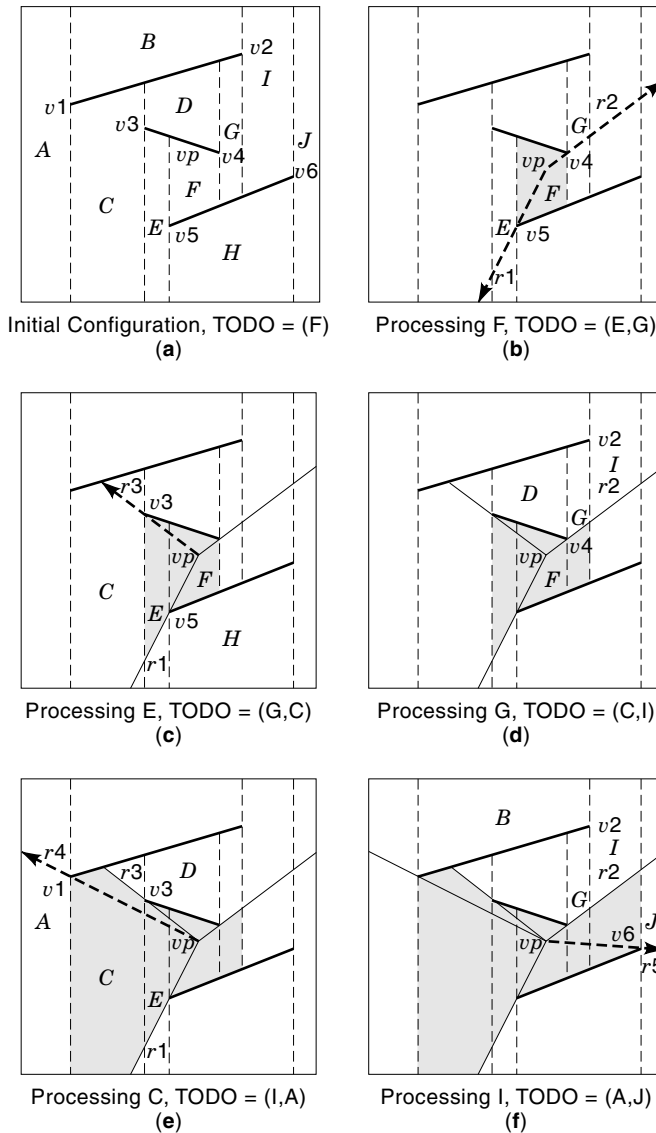 B
v2
I
v1
D
v3
G
A
J
vp
v4
v6
F
C
E
v5
H
Initial Configuration, TODO = (F)
(a)
r2
G
vp
v4
F
E
v5
r1
Processing F, TODO = (E,G)
(b)
r3
v3
vp
C
F
E
v5
H
r1
Processing E, TODO = (G,C)
(c)
v2
I
D
r2
G
vp
v4
F
Processing G, TODO = (C,I)
(d)
r4
r3
D
v1
v3
A
vp
C
E
r1
Processing C, TODO = (I,A)
(e)
B
v2
I
r2
G
J
vp
v6
r5
Processing I, TODO = (A,J)
(f)